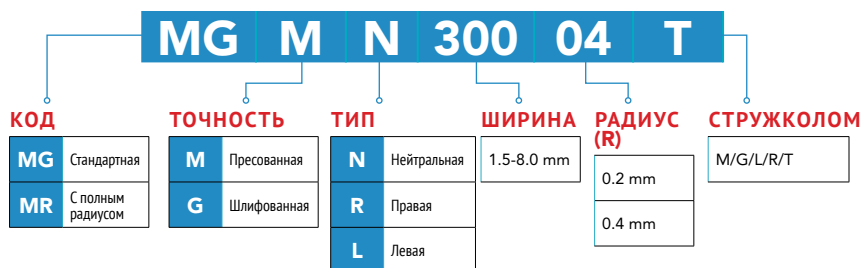 MG M N 300 04 T
КОД
MG Стандартная
MR С полным
радиусом
ТОЧНОСТЬ
M Пресованная
G Шлифованная
ТИП
N Нейтральная
R Правая
L Левая
ШИРИНА
1.5-8.0 mm
РАДИУС
(R)
0.2 mm
0.4 mm
СТРУЖКОЛОМ
M/G/L/R/T